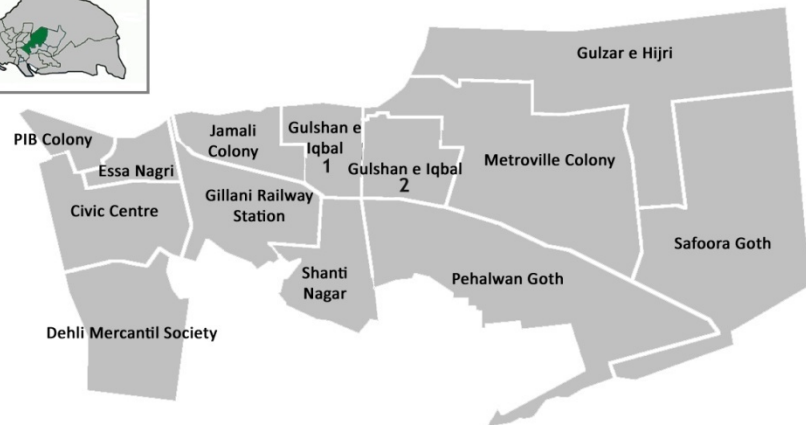 Gulzar e Hijri
PIB Colony
Essa Nagri
Jamali
Colony
Gulshan e
Iqbal
1
Gulshan e Iqbal
2
Metroville Colony
Civic Centre
Gillani Railway
Station
Safoora Goth
Shanti
Nagar
Pehalwan Goth
Dehli Mercantil Society